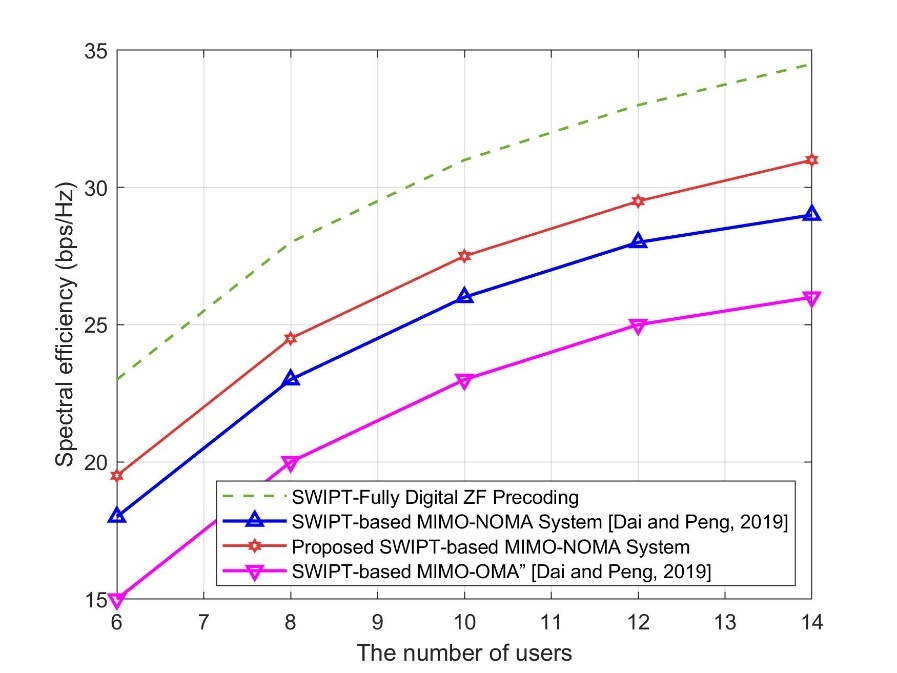 35
30
25
20
15
Spectral efficiency (bps/Hz)
SWIPT-Fully Digital ZF Precoding
SWIPT-based MIMO-NOMA System [Dai and Peng, 2019]
Proposed SWIPT-based MIMO-NOMA System
SWIPT-based MIMO-OMA” [Dai and Peng, 2019]
6 7 8 9 10 11 12 13 14
The number of users